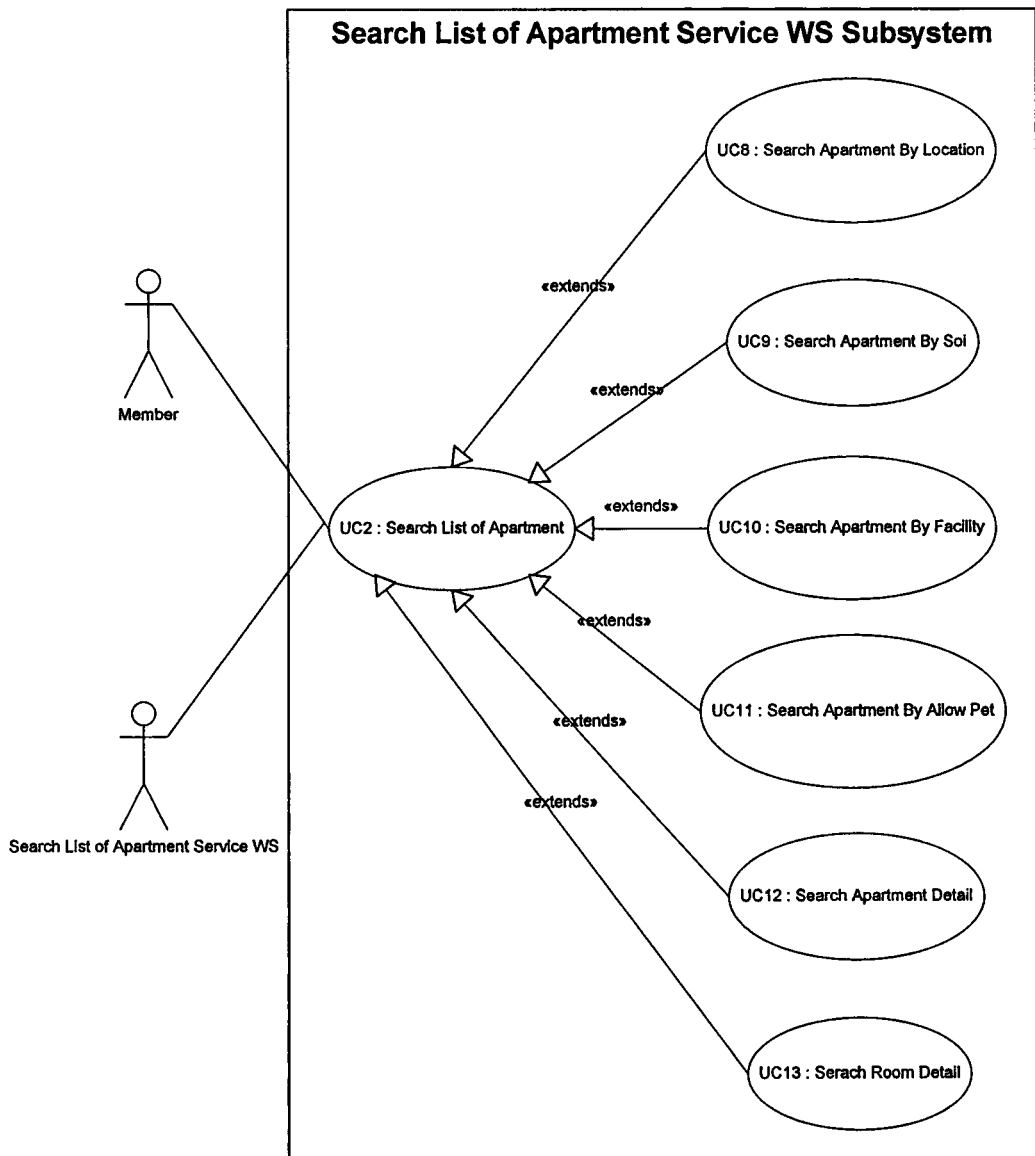 Search List of Apartment Service WS Subsystem
UC8 : Search Apartment By Location
«extends»
UC9 : Search Apartment By Soi
«extends»
Member
«extends»
UC2 : Search List of Apartment
UC10 : Search Apartment By Facility
«extends»
UC11 : Search Apartment By Allow Pet
«extends»
«extends»
Search List of Apartment Service WS
UC12 : Search Apartment Detail
UC13 : Serach Room Detail